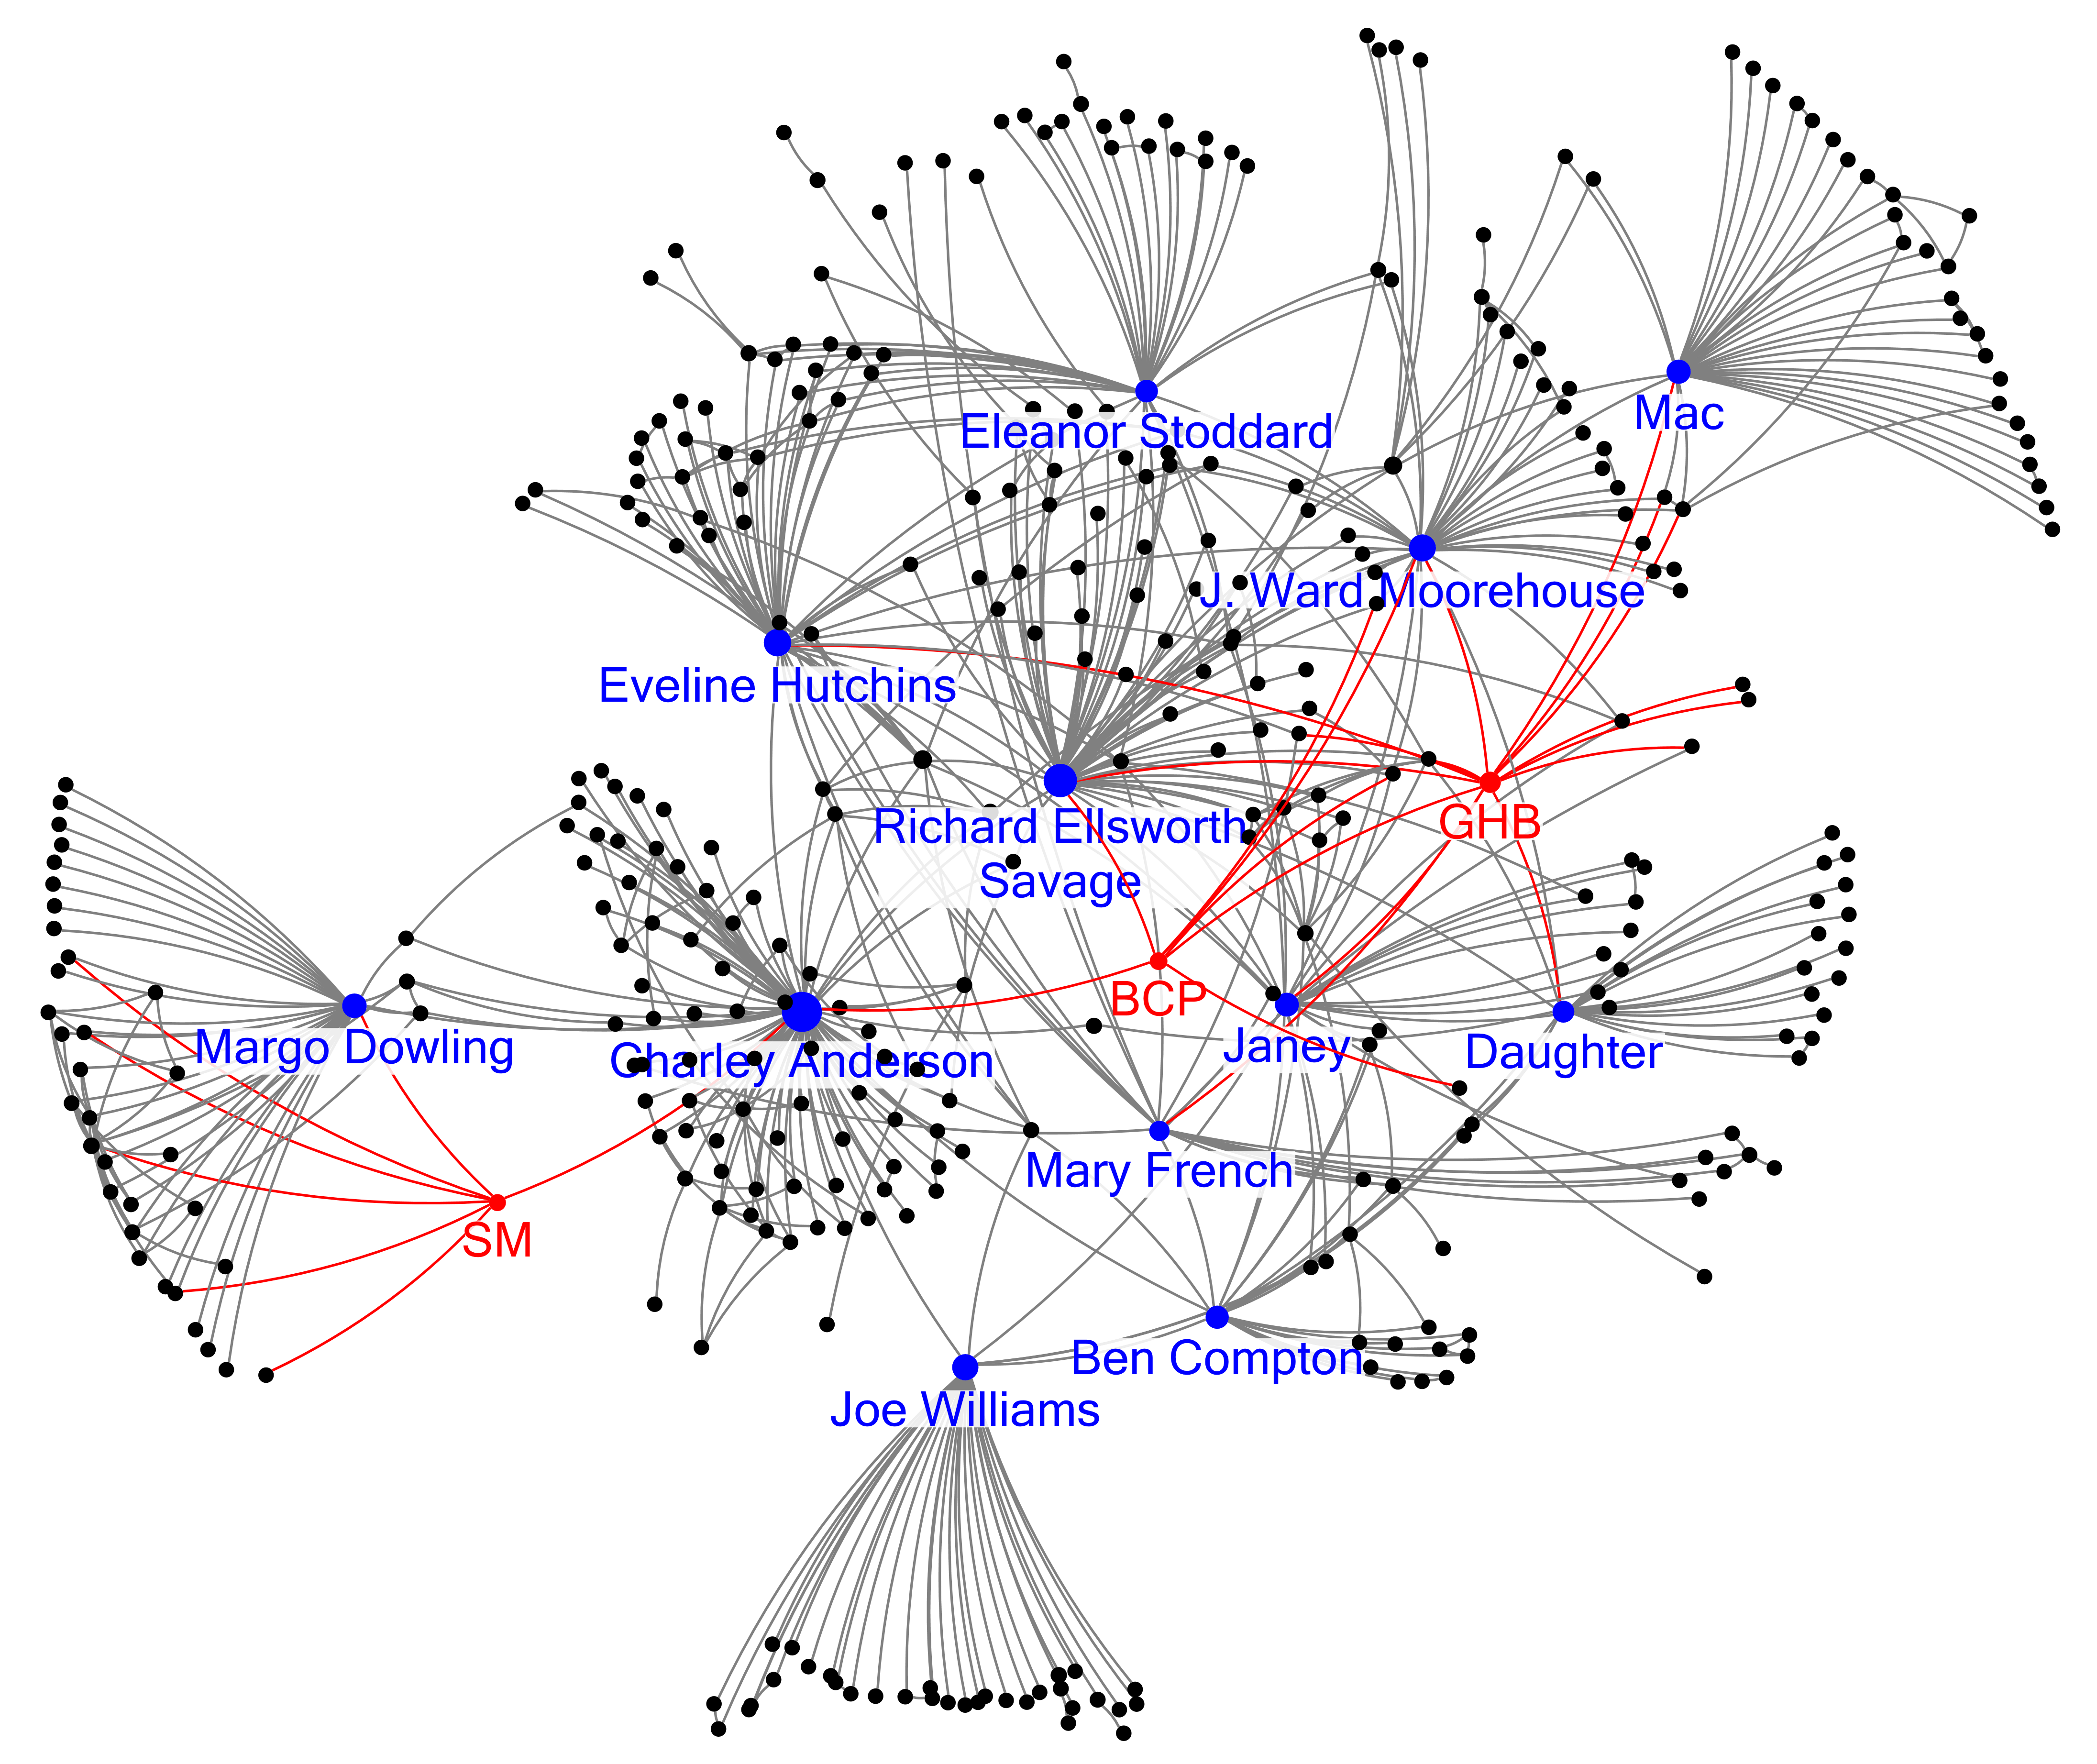 Eleanor Stoddard
Mac
J. Ward Moorehouse
Eveline Hutchins
Richard Ellsworth
Savage
GHB
BCP
Margo Dowling
Charley Anderson
Janey
Daughter
Mary French
SM
Ben Compton
Joe Williams